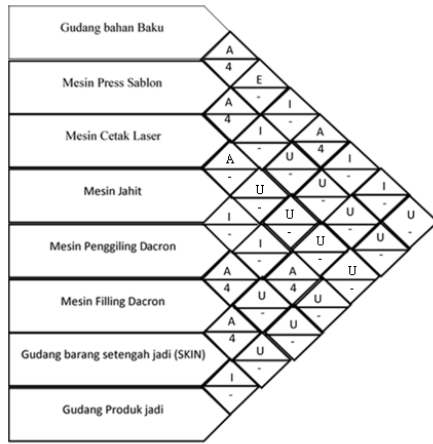 Gudang bahan Baku
A
4
Mesin Press Sablon E
-
A I
4 -
Mesin Cetak Laser I A
- 4
A U I
- - -
Mesin Jahit U U I
- - -
I U U U
- - - -
Mesin Penggiling Dacron I U U
- - -
A A U
4 4 -
Mesin Filling Dacron U U
- -
A U
4 -
Gudang barang setengah jadi (SKIN) U
-
I
-
Gudang Produk jadi